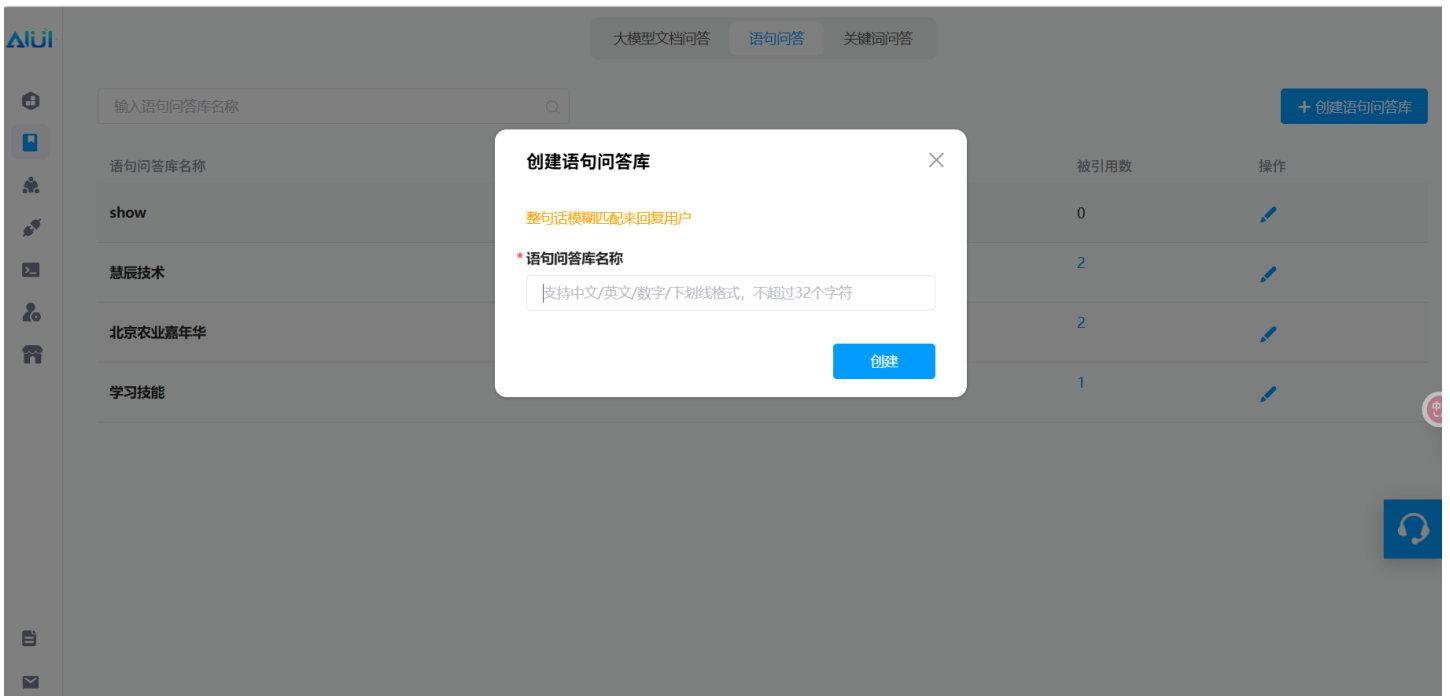 AIUI
大模型文档问答 语句问答 关键词问答
输入语句问答库名称
+ 创建语句问答库
语句问答库名称 被引用数 操作
创建语句问答库
整句话模糊匹配来回复用户
* 语句问答库名称
支持中文/英文/数字/下划线格式，不超过32个字符
创建
show 0
慧辰技术 2
北京农业嘉年华 2
学习技能 1
中